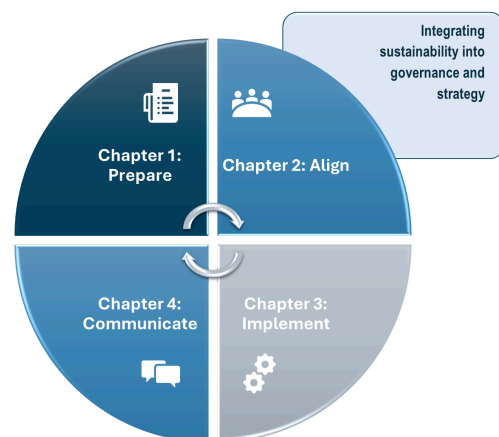 Integrating
sustainability into
governance and
strategy
Chapter 1:
Prepare
Chapter 2: Align
Chapter 4:
Communicate
Chapter 3:
Implement